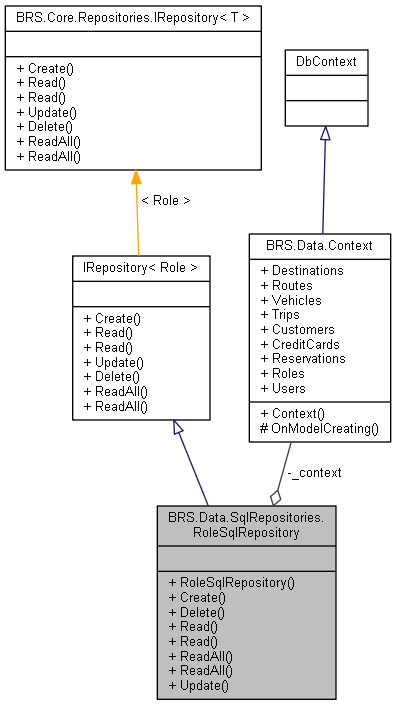 BRS.Core.Repositories.IRepository< T >
+ Create()
+ Read()
+ Read()
+ Update()
+ Delete()
+ ReadAll()
+ ReadAll()
DbContext
< Role >
IRepository< Role >
+ Create()
+ Read()
+ Read()
+ Update()
+ Delete()
+ ReadAll()
+ ReadAll()
BRS.Data.Context
+ Destinations
+ Routes
+ Vehicles
+ Trips
+ Customers
+ CreditCards
+ Reservations
+ Roles
+ Users
+ Context()
# OnModelCreating()
-_context
BRS.Data.SqlRepositories.
RoleSqlRepository
+ RoleSqlRepository()
+ Create()
+ Delete()
+ Read()
+ Read()
+ ReadAll()
+ ReadAll()
+ Update()